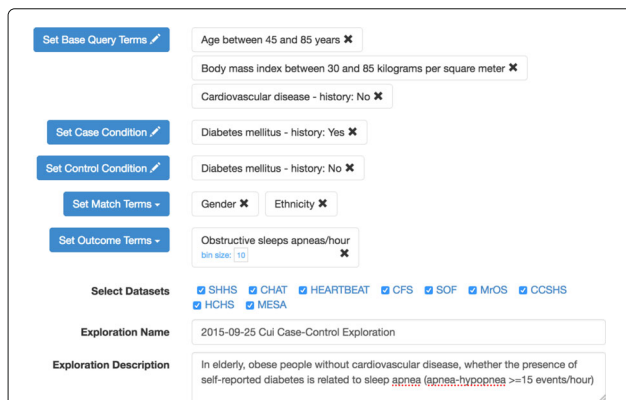 Set Base Query Terms
Age between 45 and 85 years ✖
Body mass index between 30 and 85 kilograms per square meter ✖
Cardiovascular disease - history: No ✖
Set Case Condition
Diabetes mellitus - history: Yes ✖
Set Control Condition
Diabetes mellitus - history: No ✖
Set Match Terms
Gender ✖ Ethnicity ✖
Set Outcome Terms
Obstructive sleeps apneas/hour
bin size: 10 ✖
Select Datasets
SHHS CHAT HEARTBEAT CFS SOF MrOS CCSHS
HCHS MESA
Exploration Name
2015-09-25 Cui Case-Control Exploration
Exploration Description
In elderly, obese people without cardiovascular disease, whether the presence of
self-reported diabetes is related to sleep apnea (apnea-hypopnea >=15 events/hour)